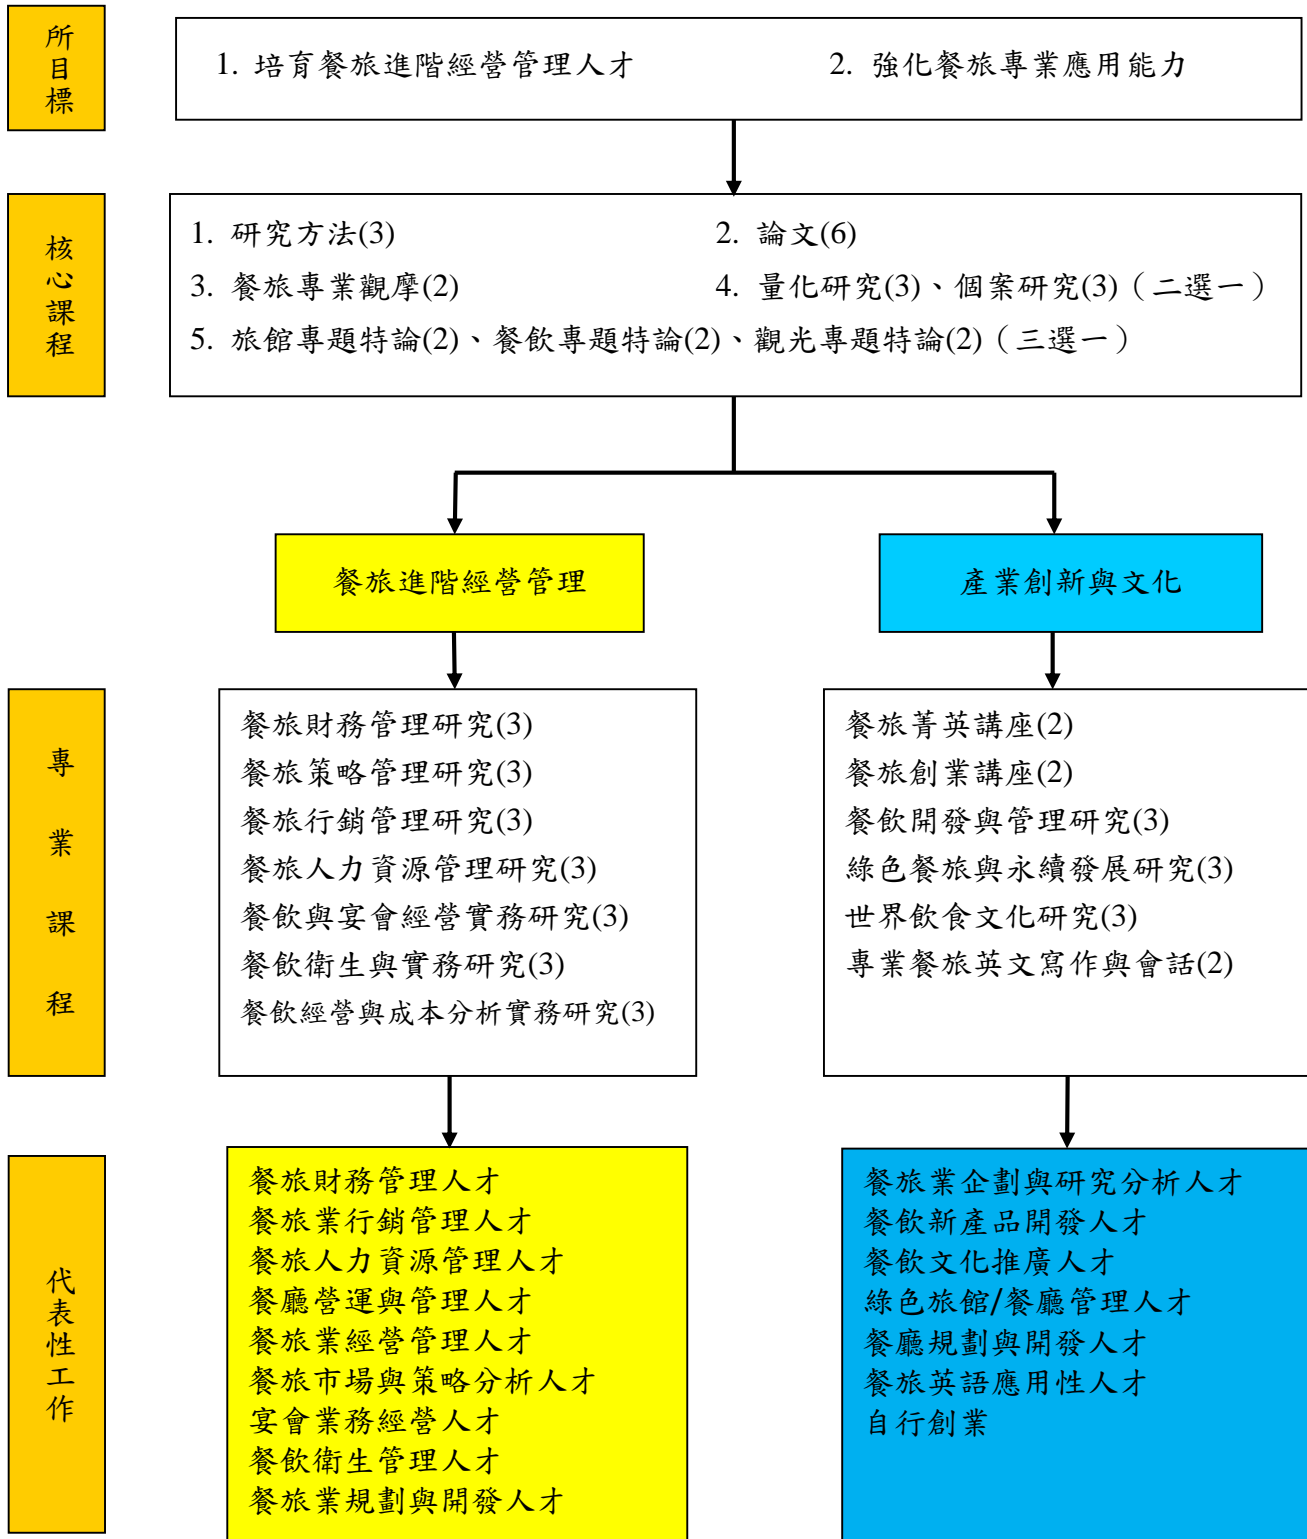 所目標
1. 培育餐旅進階經營管理人才
2. 強化餐旅專業應用能力
核心課程
1. 研究方法(3)
2. 論文(6)
3. 餐旅專業觀摩(2)
4. 量化研究(3)、個案研究(3)（二選一）
5. 旅館專題特論(2)、餐飲專題特論(2)、觀光專題特論(2)（三選一）
餐旅進階經營管理
產業創新與文化
專業課程
餐旅財務管理研究(3)
餐旅策略管理研究(3)
餐旅行銷管理研究(3)
餐旅人力資源管理研究(3)
餐飲與宴會經營實務研究(3)
餐飲衛生與實務研究(3)
餐飲經營與成本分析實務研究(3)
餐旅菁英講座(2)
餐旅創業講座(2)
餐飲開發與管理研究(3)
綠色餐旅與永續發展研究(3)
世界飲食文化研究(3)
專業餐旅英文寫作與會話(2)
代表性工作
餐旅財務管理人才
餐旅業行銷管理人才
餐旅人力資源管理人才
餐廳營運與管理人才
餐旅業經營管理人才
餐旅市場與策略分析人才
宴會業務經營人才
餐飲衛生管理人才
餐旅業規劃與開發人才
餐旅業企劃與研究分析人才
餐飲新產品開發人才
餐飲文化推廣人才
綠色旅館/餐廳管理人才
餐廳規劃與開發人才
餐旅英語應用性人才
自行創業